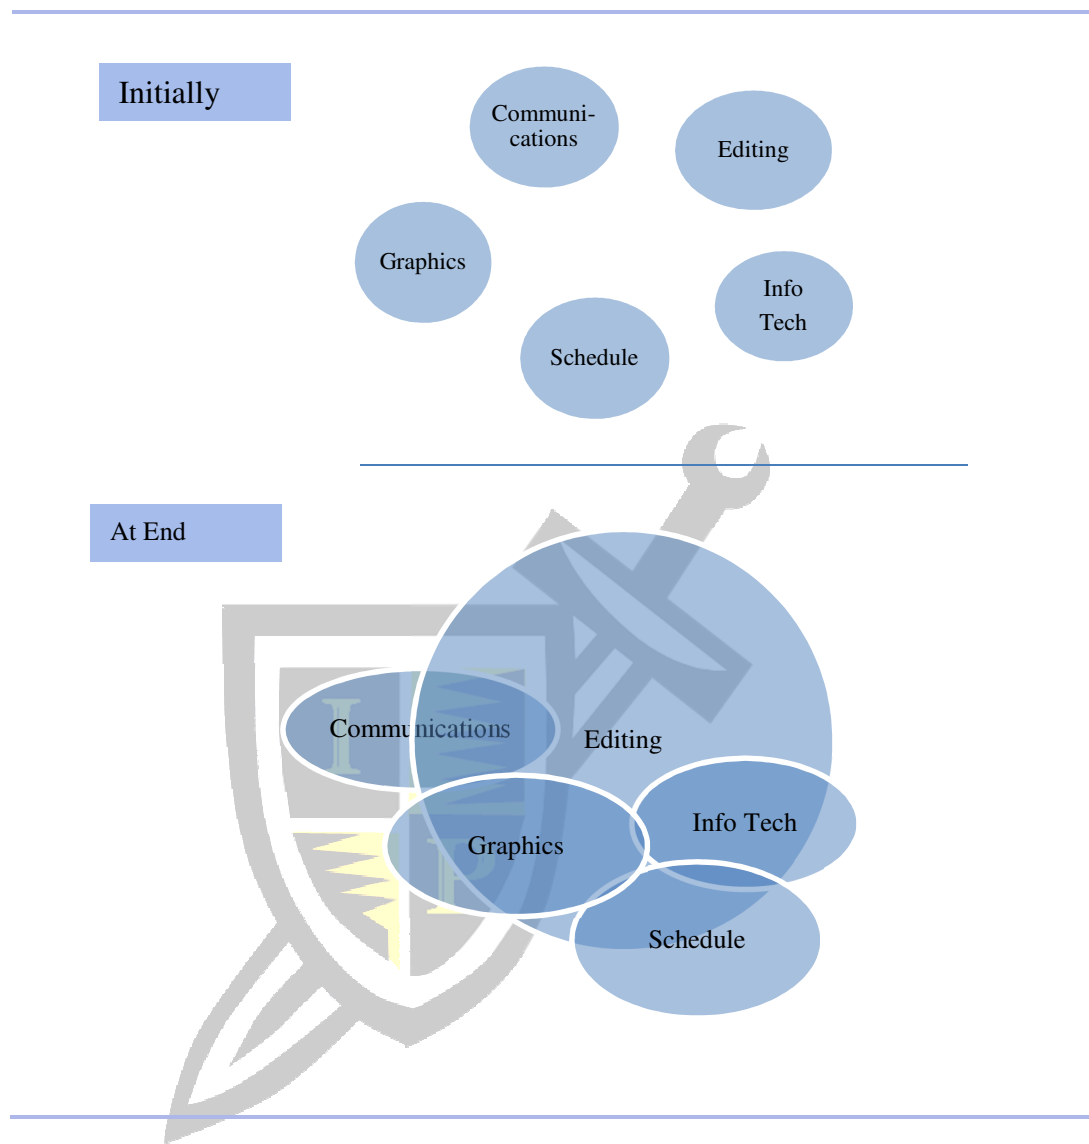 Initially
Communi-
cations
Editing
Graphics
Info
Tech
Schedule
At End
I
Communications
Editing
Info Tech
Graphics
P
Schedule